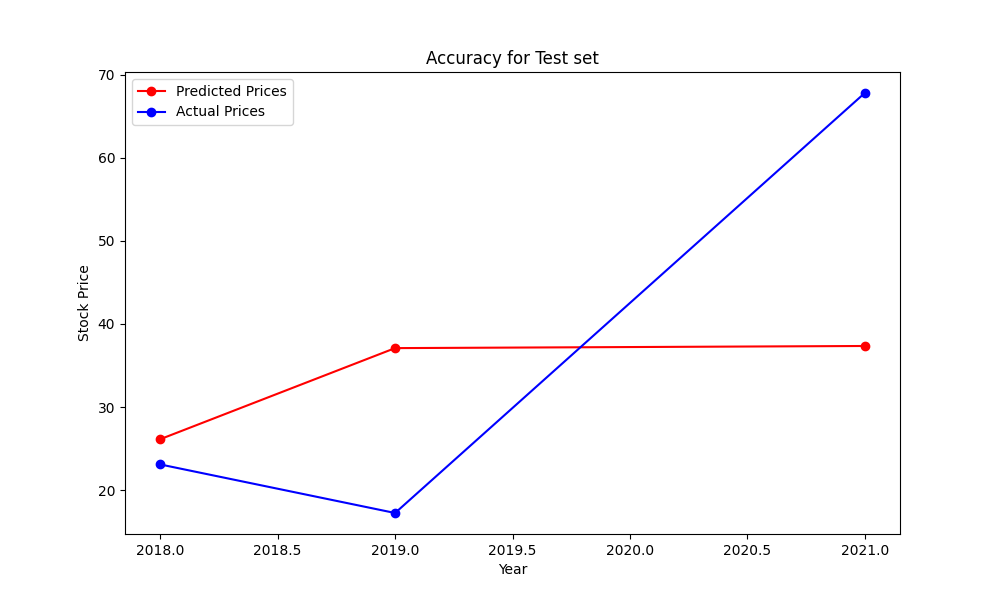 Accuracy for Test set
Predicted Prices
Actual Prices
70
60
50
40
30
20
Stock Price
2018.0 2018.5 2019.0 2019.5 2020.0 2020.5 2021.0
Year